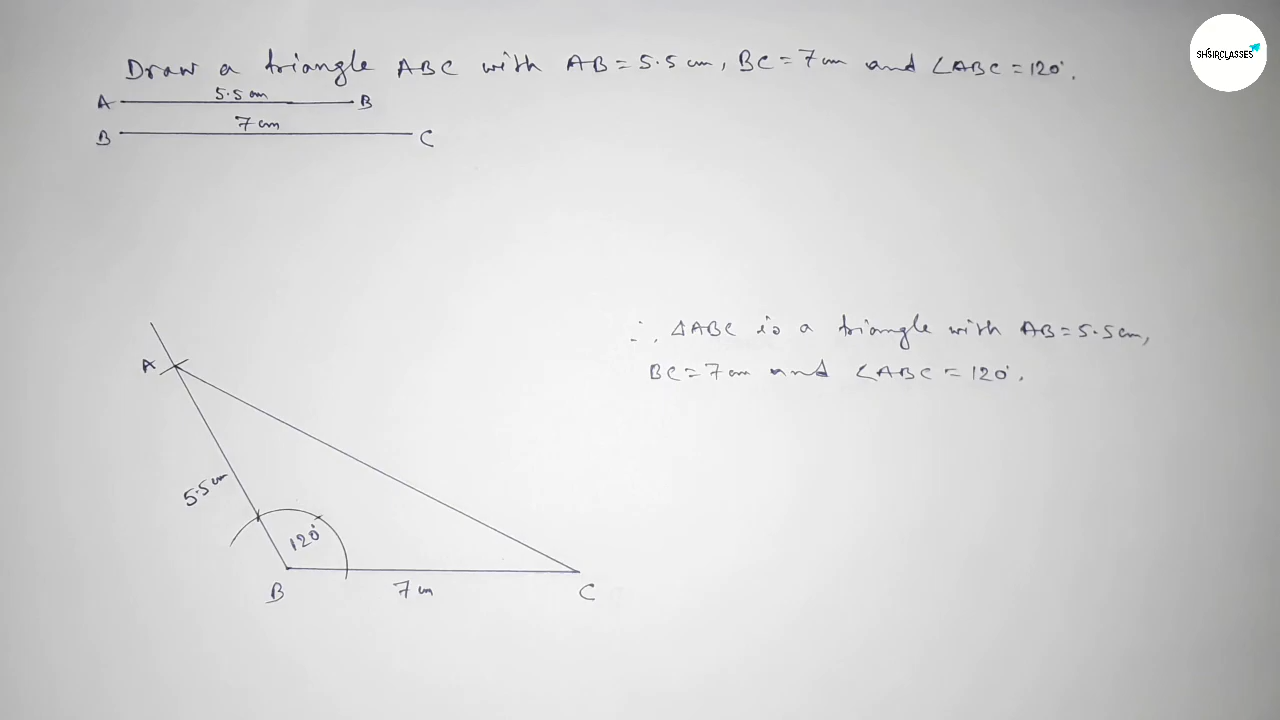 SHSIRCLASSES
Draw a triangle ABC with AB = 5.5 cm, BC = 7 cm and ∠ABC = 120°.
A 5.5 cm B
B 7 cm C
∴ △ABC is a triangle with AB = 5.5 cm,
BC = 7 cm and ∠ABC = 120°.
A
5.5 cm
120°
B 7 cm C